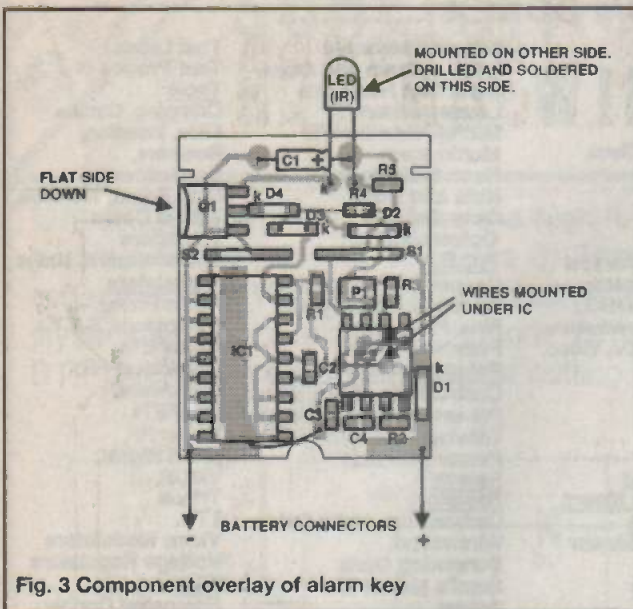 MOUNTED ON OTHER SIDE.
DRILLED AND SOLDERED
ON THIS SIDE.
LED
(IR)
C1 +
R5
FLAT SIDE
DOWN
Q1
k D4
k
R4
D3
D2
k
k
S2
S1
R1
P1
WIRES MOUNTED
UNDER IC
IC1
C2
k
D1
C3
C4
BATTERY CONNECTORS
-
+
Fig. 3 Component overlay of alarm key